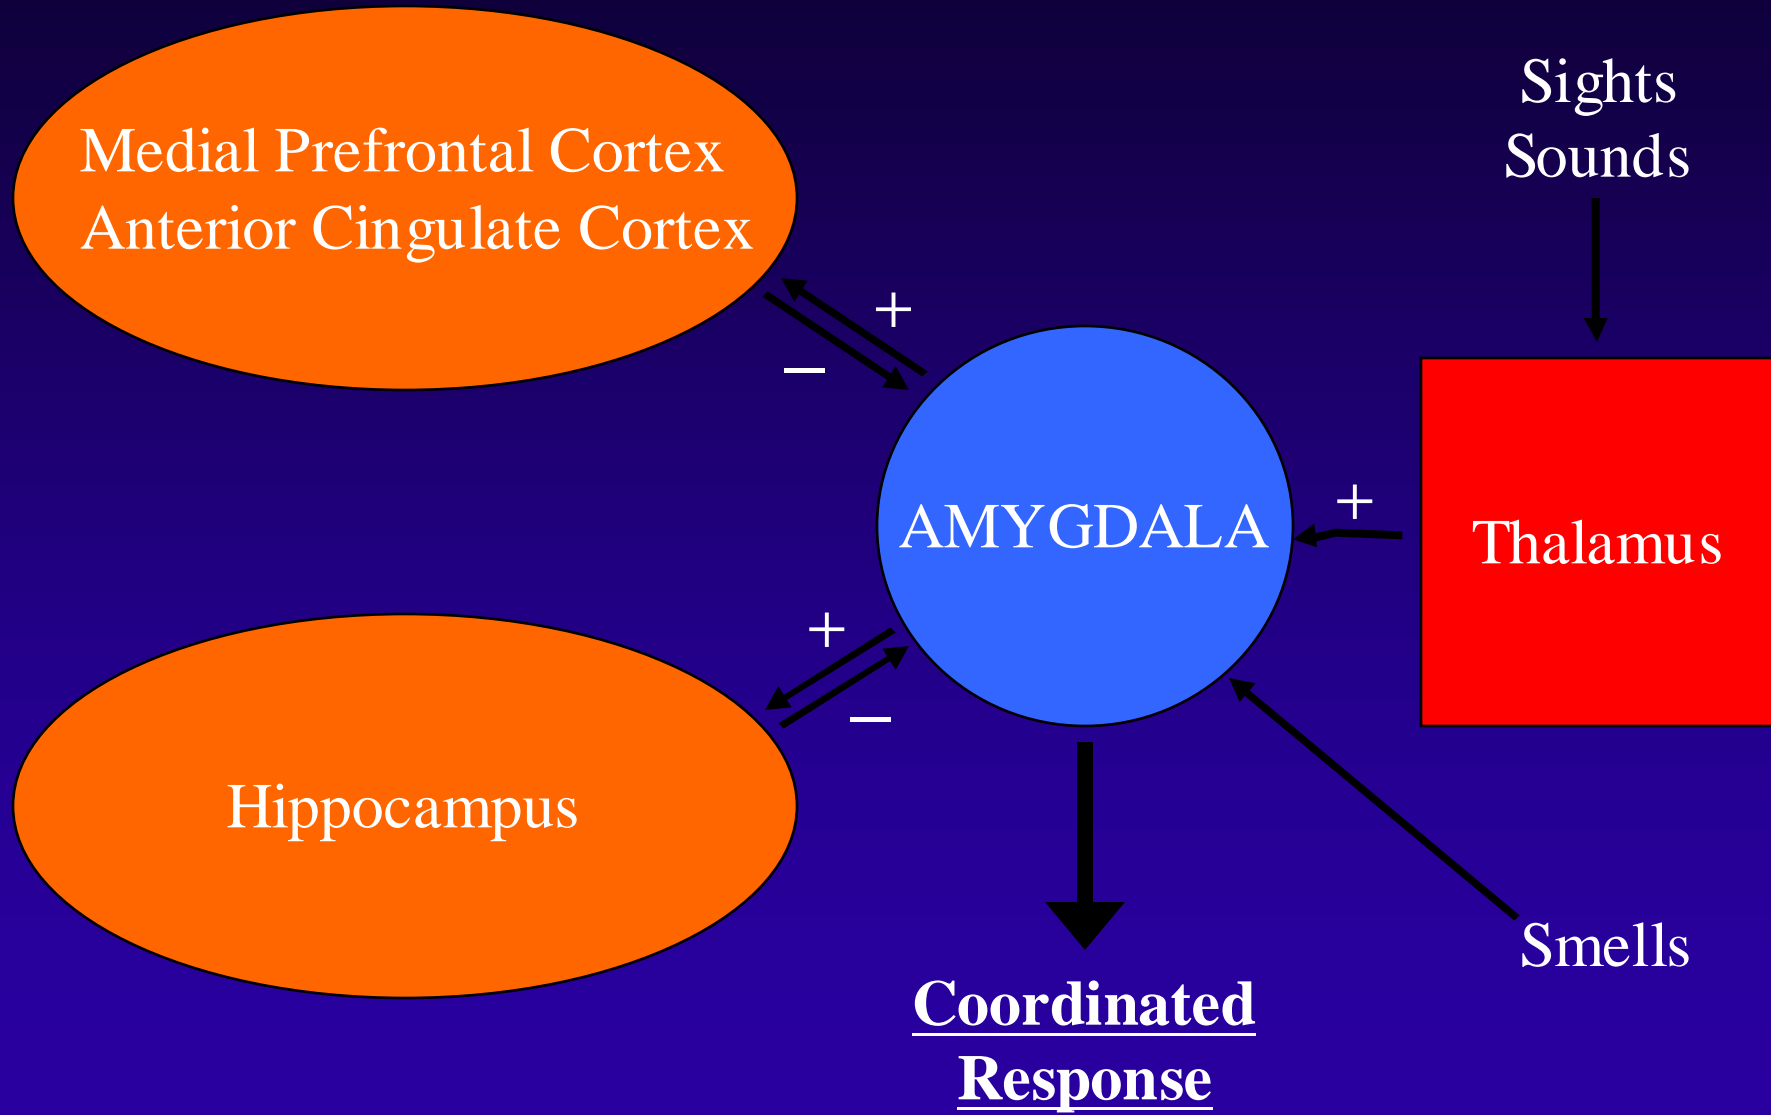 Medial Prefrontal Cortex
Anterior Cingulate Cortex
Sights
Sounds
+
–
AMYGDALA
+
Thalamus
+
–
Hippocampus
Smells
Coordinated
Response